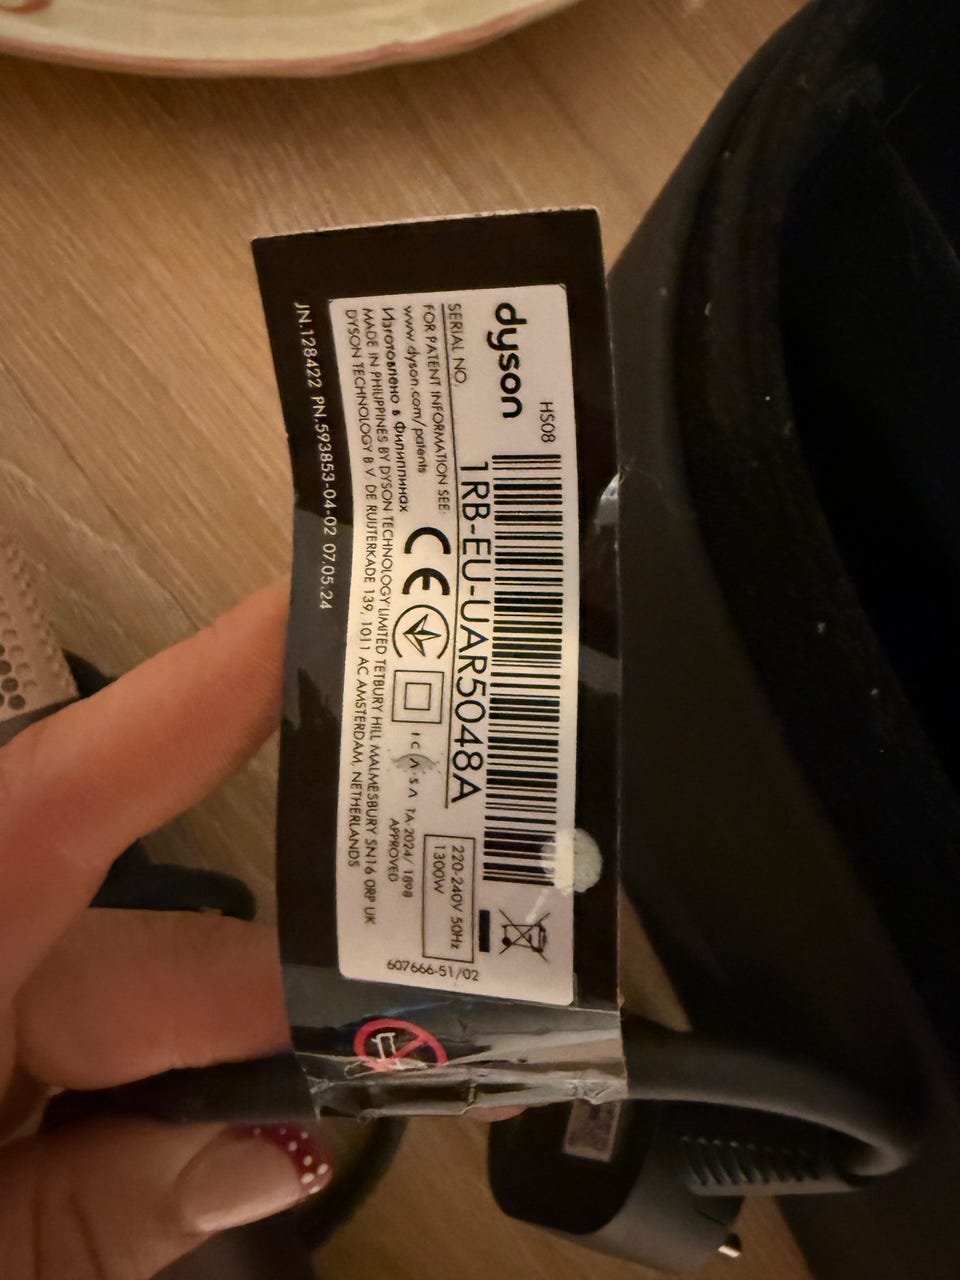 dyson
HS08
SERIAL NO.
1RB-EU-UAR5048A
FOR PATENT INFORMATION SEE:
www.dyson.com/patents
Изготовлено в Филиппинах
MADE IN PHILIPPINES BY DYSON TECHNOLOGY LIMITED TETBURY HILL MALMESBURY SN16 0RP UK
DYSON TECHNOLOGY B.V. DE RUIJTERKADE 139, 1011 AC AMSTERDAM, NETHERLANDS
CE
TA-2024/ 1898
APPROVED
220-240V 50Hz
1300W
607666-51/02
JN.128422 PN.593853-04-02 07.05.24